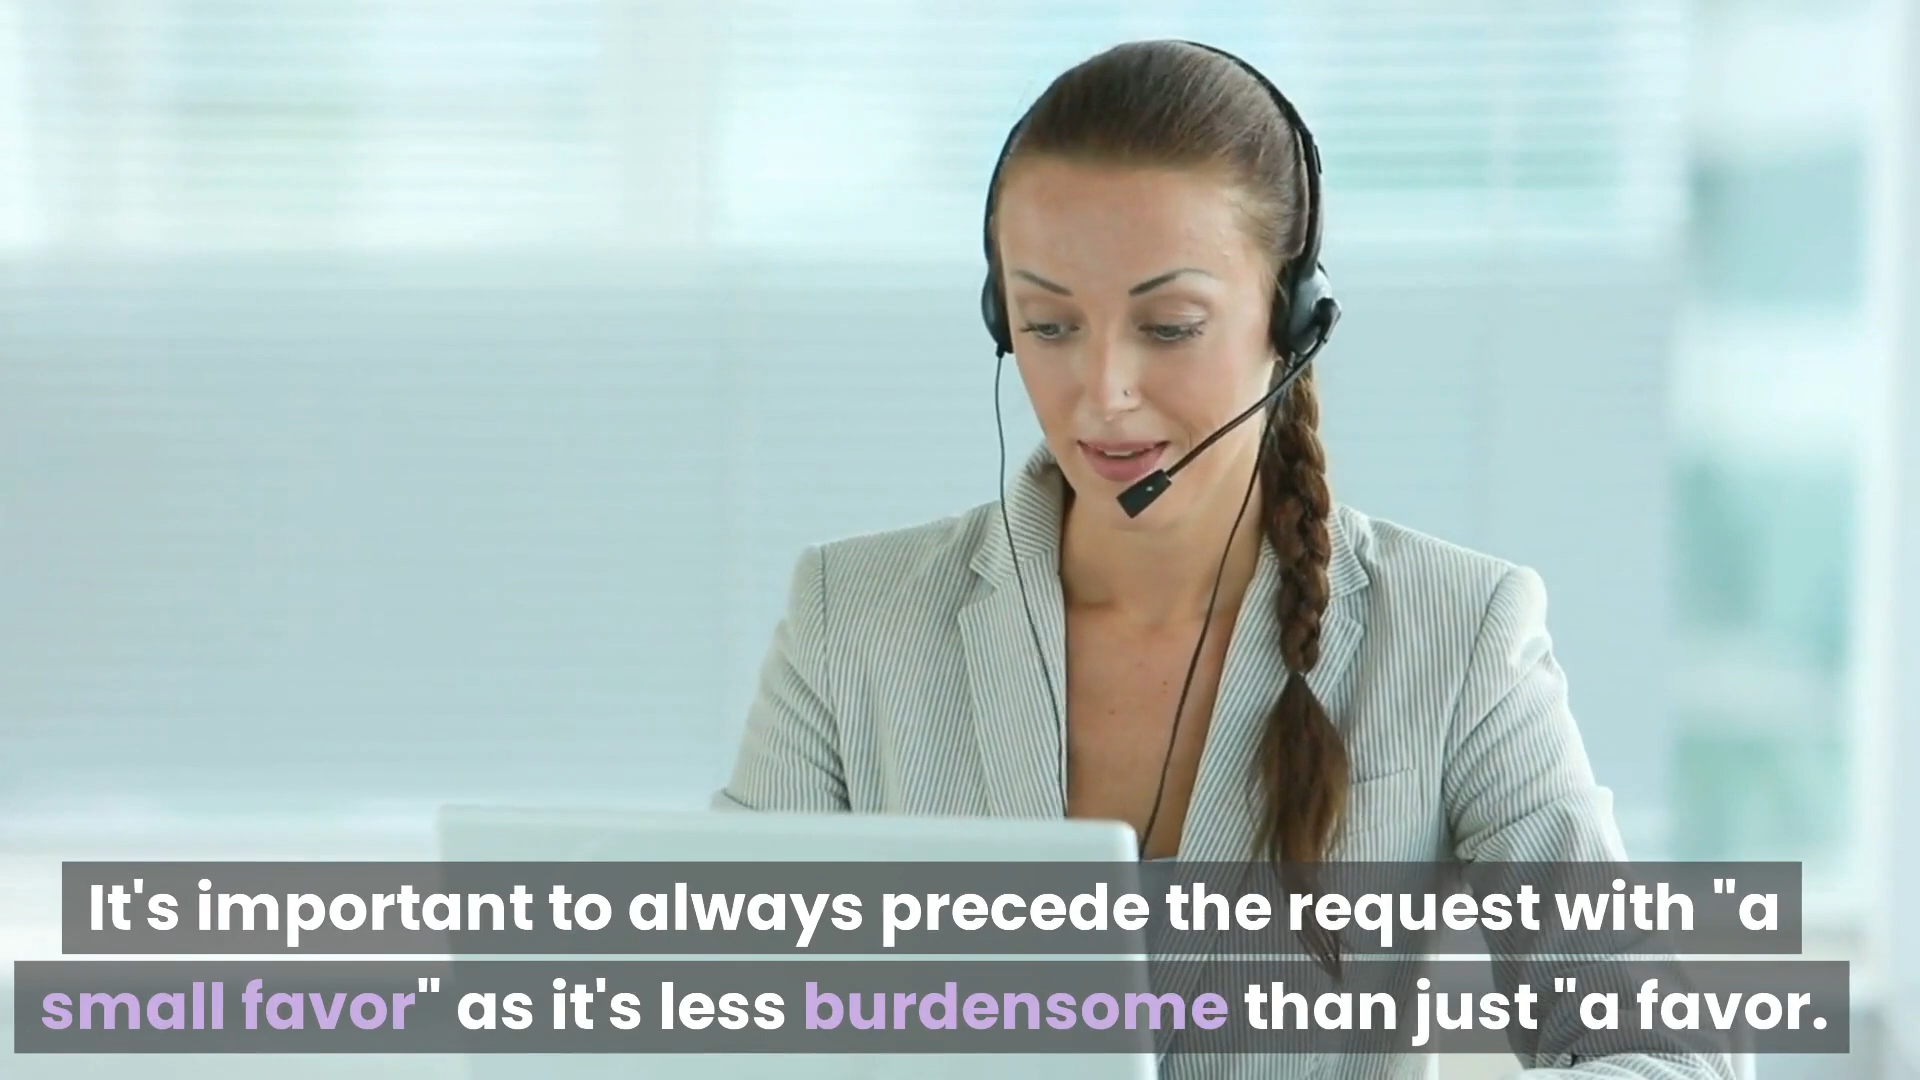 It's important to always precede the request with "a
small favor" as it's less burdensome than just "a favor.